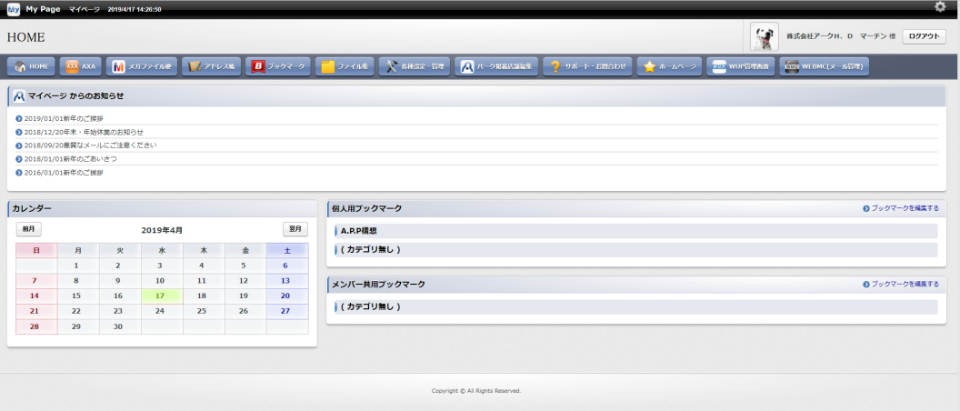 My Page マイページ 2019/4/17 14:26:50
HOME
株式会社アークH．D マーチン 様 ログアウト
HOME AXA メガファイル便 アドレス帳 ブックマーク ファイル集 各種設定・管理 アーク掲載店舗編集 サポート・お問合わせ ホームページ WUP管理画面 WEBMC(メール管理)
マイページ からのお知らせ
2019/01/01新年のご挨拶
2018/12/20年末・年始休業のお知らせ
2018/09/20悪質なメールにご注意ください
2018/01/01新年のごあいさつ
2016/01/01新年のご挨拶
カレンダー
前月 2019年4月 翌月
日 月 火 水 木 金 土
1 2 3 4 5 6
7 8 9 10 11 12 13
14 15 16 17 18 19 20
21 22 23 24 25 26 27
28 29 30
個人用ブックマーク ブックマークを編集する
A.P.P構想
( カテゴリ無し )
メンバー共用ブックマーク ブックマークを編集する
( カテゴリ無し )
Copyright © All Rights Reserved.